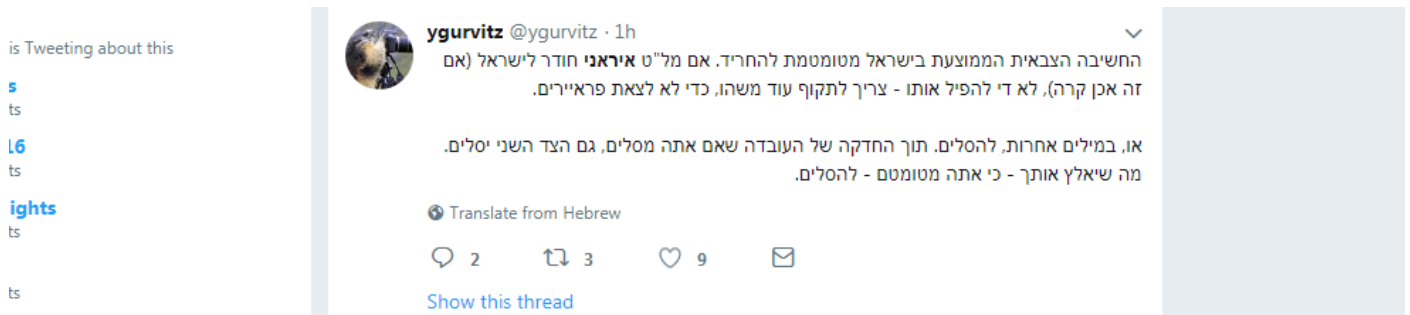 is Tweeting about this
s
ts
16
ts
ights
ts
ts
ygurvitz @ygurvitz · 1h
החשיבה הצבאית הממוצעת בישראל מטומטמת להחריד. אם מל"ט איראני חודר לישראל (אם
זה אכן קרה), לא די להפיל אותו - צריך לתקוף עוד משהו, כדי לא לצאת פראיירים.
או, במילים אחרות, להסלים. תוך החדקה של העובדה שאם אתה מסלים, גם הצד השני יסלים.
מה שיאלץ אותך - כי אתה מטומטם - להסלים.
Translate from Hebrew
2 3 9
Show this thread